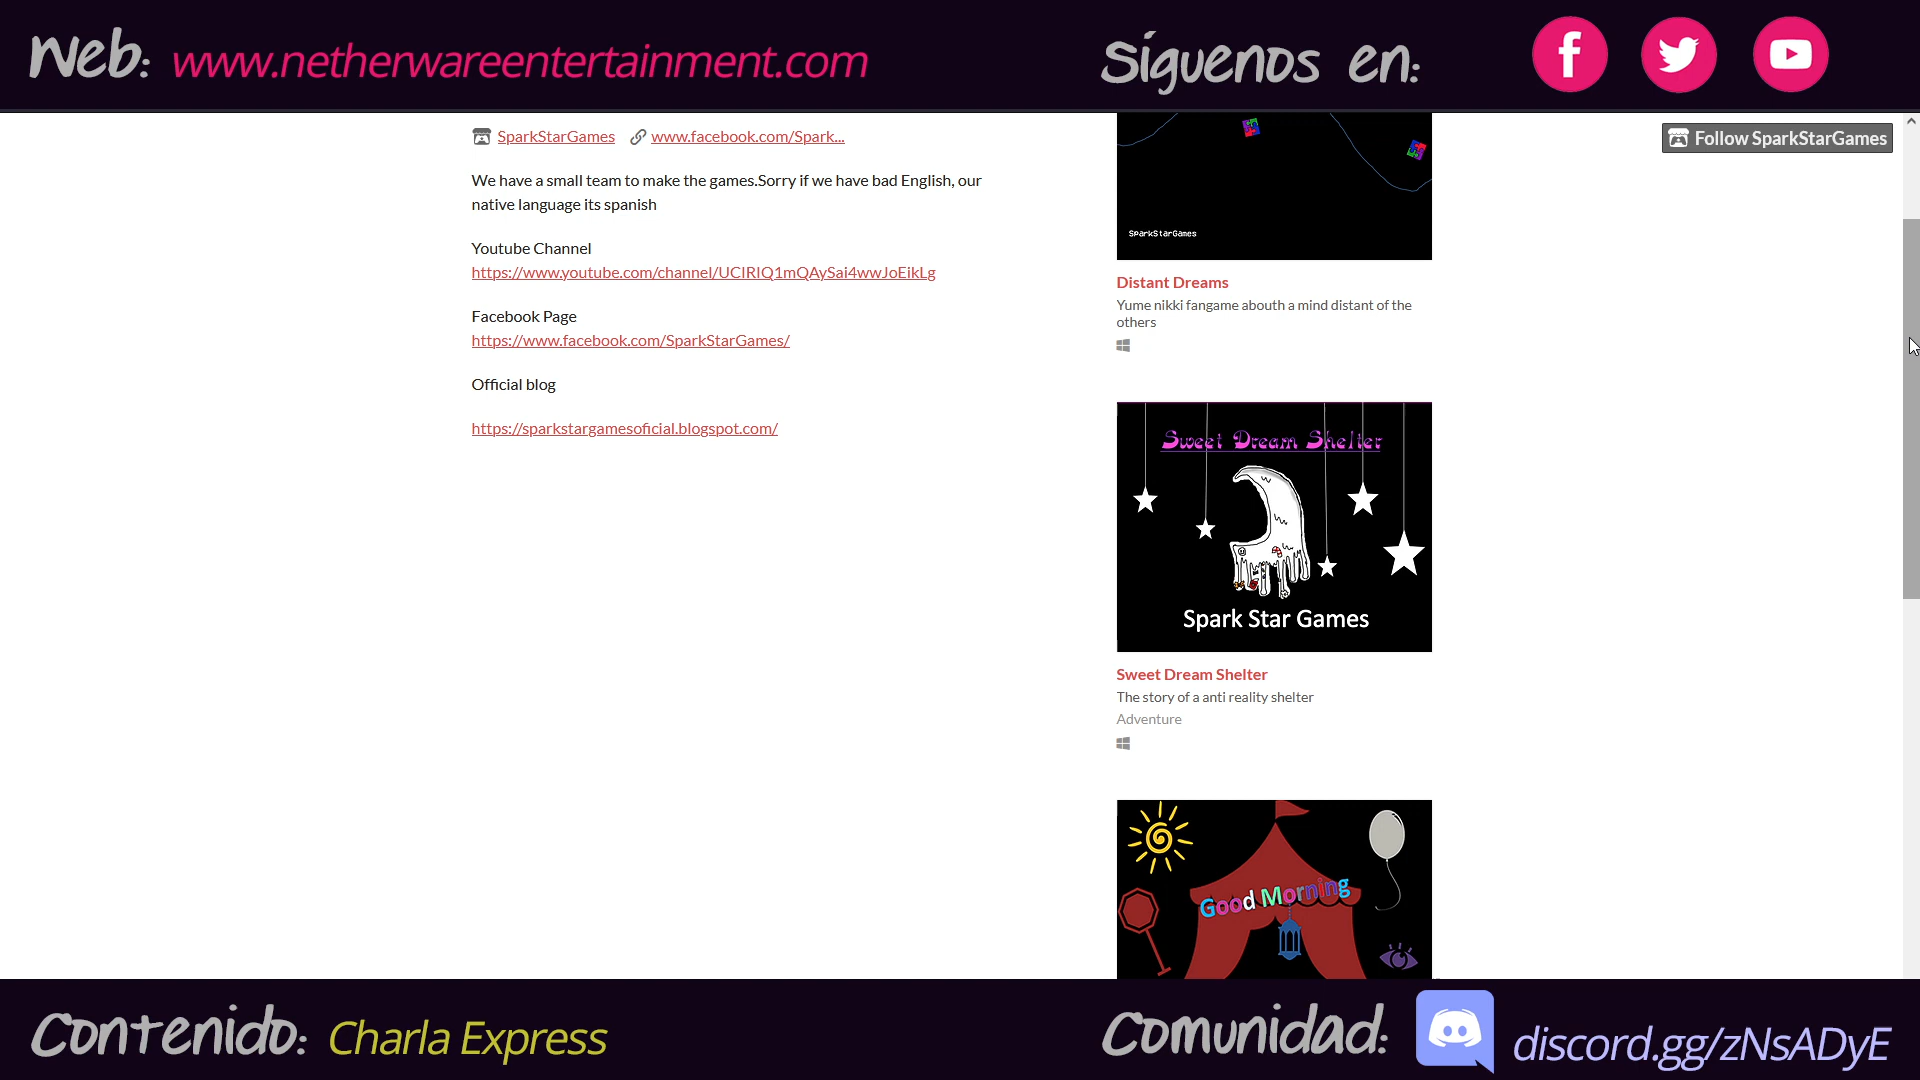 Web: www.netherwareentertainment.com
Síguenos en:
SparkStarGames www.facebook.com/Spark...
Follow SparkStarGames
We have a small team to make the games.Sorry if we have bad English, our
native language its spanish
Youtube Channel
https://www.youtube.com/channel/UCIRIQ1mQAySai4wwJoEikLg
Facebook Page
https://www.facebook.com/SparkStarGames/
Official blog
https://sparkstargamesoficial.blogspot.com/
SparkStarGames
Distant Dreams
Yume nikki fangame abouth a mind distant of the
others
Sweet Dream Shelter
Spark Star Games
Sweet Dream Shelter
The story of a anti reality shelter
Adventure
Good Morning
Contenido: Charla Express
Comunidad: discord.gg/zNsADyE